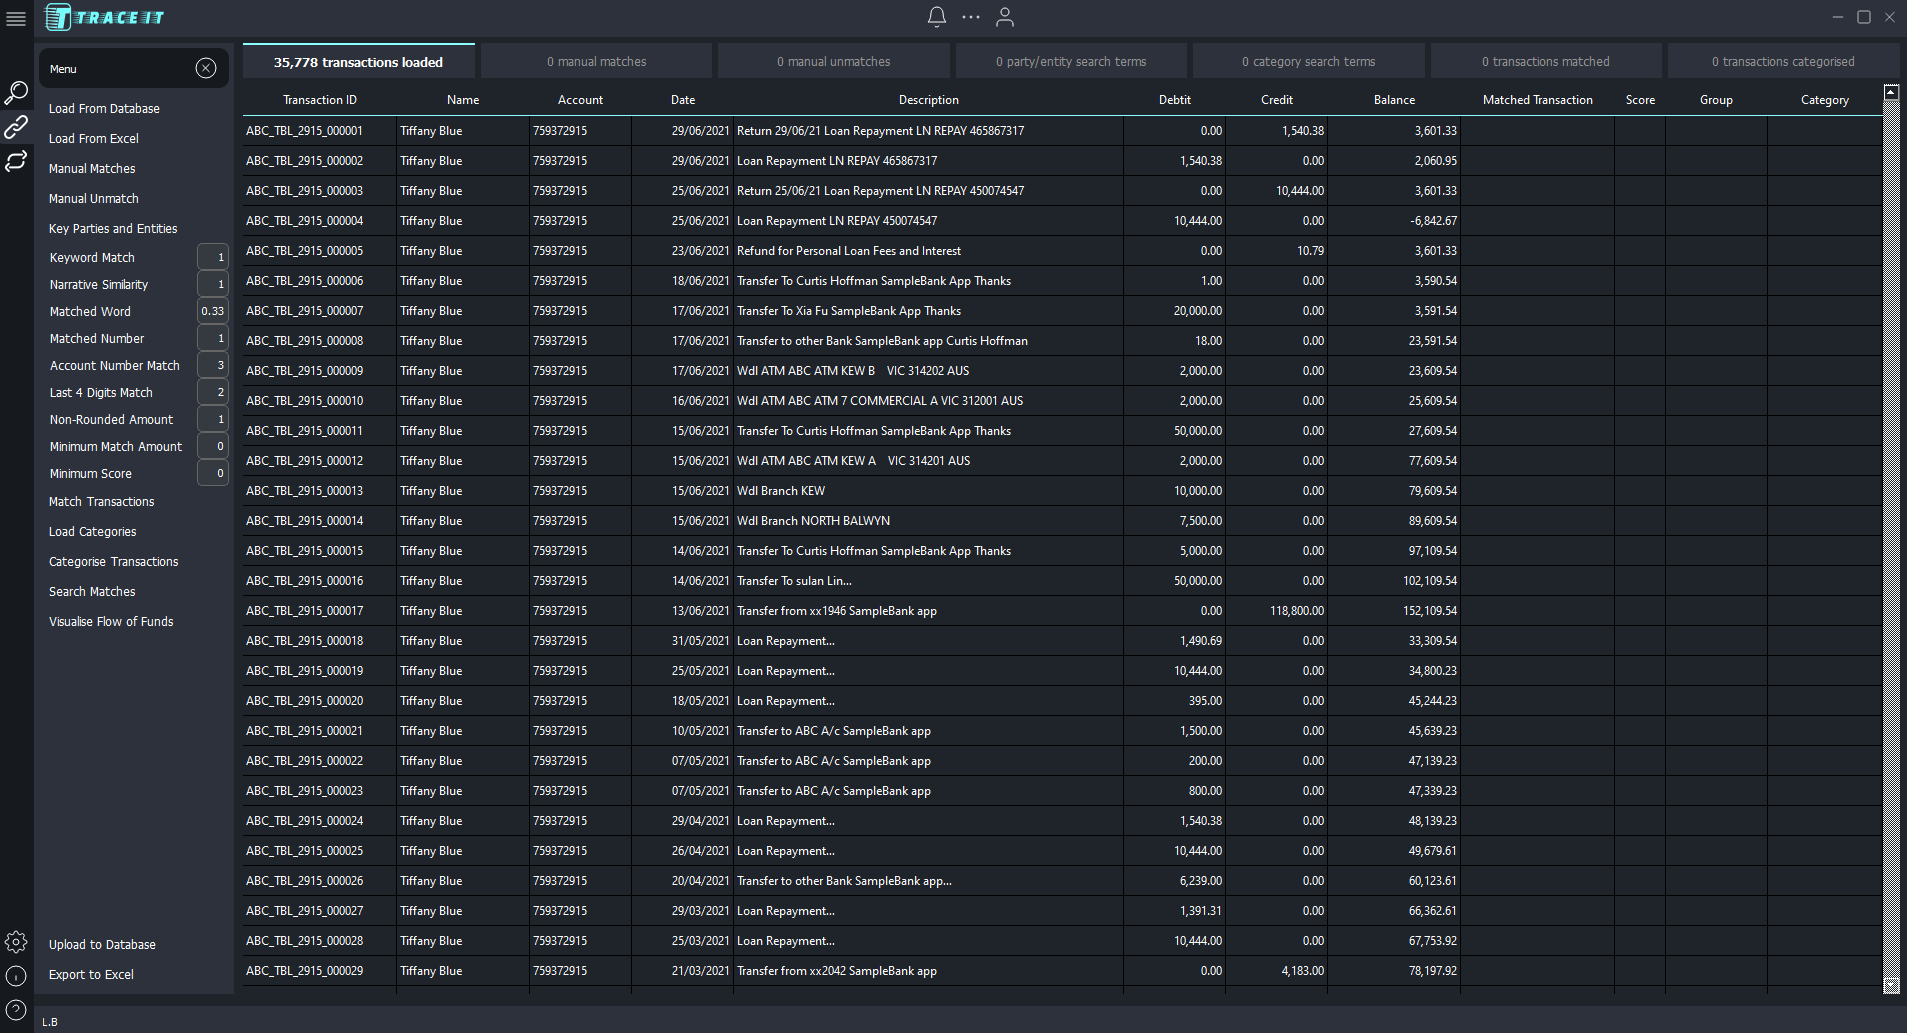 TRACE IT
35,778 transactions loaded 0 manual matches 0 manual unmatches 0 party/entity search terms 0 category search terms 0 transactions matched 0 transactions categorised
Menu
Load From Database
Load From Excel
Manual Matches
Manual Unmatch
Key Parties and Entities
Keyword Match 1
Narrative Similarity 1
Matched Word 0.33
Matched Number 1
Account Number Match 3
Last 4 Digits Match 2
Non-Rounded Amount 1
Minimum Match Amount 0
Minimum Score 0
Match Transactions
Load Categories
Categorise Transactions
Search Matches
Visualise Flow of Funds
Upload to Database
Export to Excel
Transaction ID Name Account Date Description Debtit Credit Balance Matched Transaction Score Group Category
ABC_TBL_2915_000001 Tiffany Blue 759372915 29/06/2021 Return 29/06/21 Loan Repayment LN REPAY 465867317 0.00 1,540.38 3,601.33
ABC_TBL_2915_000002 Tiffany Blue 759372915 29/06/2021 Loan Repayment LN REPAY 465867317 1,540.38 0.00 2,060.95
ABC_TBL_2915_000003 Tiffany Blue 759372915 25/06/2021 Return 25/06/21 Loan Repayment LN REPAY 450074547 0.00 10,444.00 3,601.33
ABC_TBL_2915_000004 Tiffany Blue 759372915 25/06/2021 Loan Repayment LN REPAY 450074547 10,444.00 0.00 -6,842.67
ABC_TBL_2915_000005 Tiffany Blue 759372915 23/06/2021 Refund for Personal Loan Fees and Interest 0.00 10.79 3,601.33
ABC_TBL_2915_000006 Tiffany Blue 759372915 18/06/2021 Transfer To Curtis Hoffman SampleBank App Thanks 1.00 0.00 3,590.54
ABC_TBL_2915_000007 Tiffany Blue 759372915 17/06/2021 Transfer To Xia Fu SampleBank App Thanks 20,000.00 0.00 3,591.54
ABC_TBL_2915_000008 Tiffany Blue 759372915 17/06/2021 Transfer to other Bank SampleBank app Curtis Hoffman 18.00 0.00 23,591.54
ABC_TBL_2915_000009 Tiffany Blue 759372915 17/06/2021 Wdl ATM ABC ATM KEW B VIC 314202 AUS 2,000.00 0.00 23,609.54
ABC_TBL_2915_000010 Tiffany Blue 759372915 16/06/2021 Wdl ATM ABC ATM 7 COMMERCIAL A VIC 312001 AUS 2,000.00 0.00 25,609.54
ABC_TBL_2915_000011 Tiffany Blue 759372915 15/06/2021 Transfer To Curtis Hoffman SampleBank App Thanks 50,000.00 0.00 27,609.54
ABC_TBL_2915_000012 Tiffany Blue 759372915 15/06/2021 Wdl ATM ABC ATM KEW A VIC 314201 AUS 2,000.00 0.00 77,609.54
ABC_TBL_2915_000013 Tiffany Blue 759372915 15/06/2021 Wdl Branch KEW 10,000.00 0.00 79,609.54
ABC_TBL_2915_000014 Tiffany Blue 759372915 15/06/2021 Wdl Branch NORTH BALWYN 7,500.00 0.00 89,609.54
ABC_TBL_2915_000015 Tiffany Blue 759372915 14/06/2021 Transfer To Curtis Hoffman SampleBank App Thanks 5,000.00 0.00 97,109.54
ABC_TBL_2915_000016 Tiffany Blue 759372915 14/06/2021 Transfer To sulan Lin... 50,000.00 0.00 102,109.54
ABC_TBL_2915_000017 Tiffany Blue 759372915 13/06/2021 Transfer from xx1946 SampleBank app 0.00 118,800.00 152,109.54
ABC_TBL_2915_000018 Tiffany Blue 759372915 31/05/2021 Loan Repayment... 1,490.69 0.00 33,309.54
ABC_TBL_2915_000019 Tiffany Blue 759372915 25/05/2021 Loan Repayment... 10,444.00 0.00 34,800.23
ABC_TBL_2915_000020 Tiffany Blue 759372915 18/05/2021 Loan Repayment... 395.00 0.00 45,244.23
ABC_TBL_2915_000021 Tiffany Blue 759372915 10/05/2021 Transfer to ABC A/c SampleBank app 1,500.00 0.00 45,639.23
ABC_TBL_2915_000022 Tiffany Blue 759372915 07/05/2021 Transfer to ABC A/c SampleBank app 200.00 0.00 47,139.23
ABC_TBL_2915_000023 Tiffany Blue 759372915 07/05/2021 Transfer to ABC A/c SampleBank app 800.00 0.00 47,339.23
ABC_TBL_2915_000024 Tiffany Blue 759372915 29/04/2021 Loan Repayment... 1,540.38 0.00 48,139.23
ABC_TBL_2915_000025 Tiffany Blue 759372915 26/04/2021 Loan Repayment... 10,444.00 0.00 49,679.61
ABC_TBL_2915_000026 Tiffany Blue 759372915 20/04/2021 Transfer to other Bank SampleBank app... 6,239.00 0.00 60,123.61
ABC_TBL_2915_000027 Tiffany Blue 759372915 29/03/2021 Loan Repayment... 1,391.31 0.00 66,362.61
ABC_TBL_2915_000028 Tiffany Blue 759372915 25/03/2021 Loan Repayment... 10,444.00 0.00 67,753.92
ABC_TBL_2915_000029 Tiffany Blue 759372915 21/03/2021 Transfer from xx2042 SampleBank app 0.00 4,183.00 78,197.92
L.B